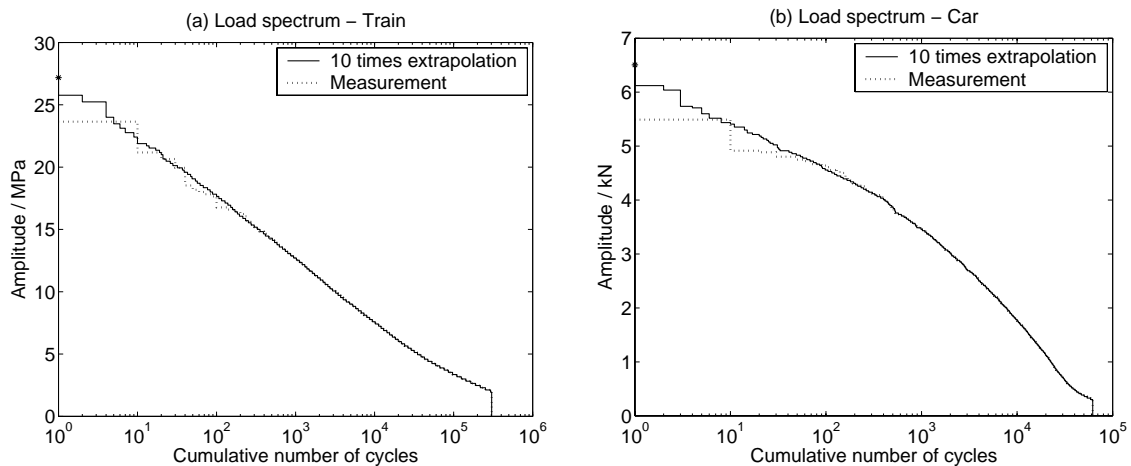 (a) Load spectrum – Train
10 times extrapolation
Measurement
Amplitude / MPa
30
25
20
15
10
5
0
10^0
10^1
10^2
10^3
10^4
10^5
10^6
Cumulative number of cycles
(b) Load spectrum – Car
10 times extrapolation
Measurement
Amplitude / kN
7
6
5
4
3
2
1
0
10^0
10^1
10^2
10^3
10^4
10^5
Cumulative number of cycles